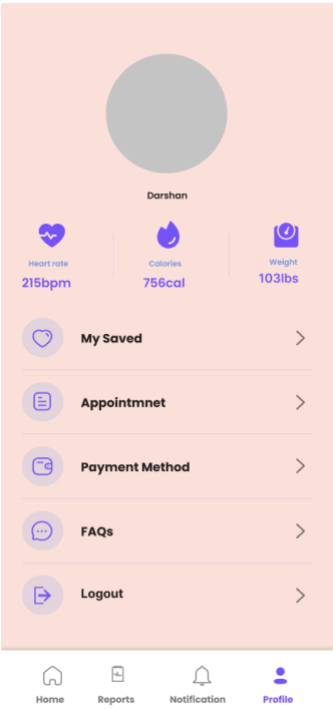 Darshan
Heart rate
Calories
Weight
215bpm
756cal
103lbs
My Saved
Appointmnet
Payment Method
FAQs
Logout
Home
Reports
Notification
Profile